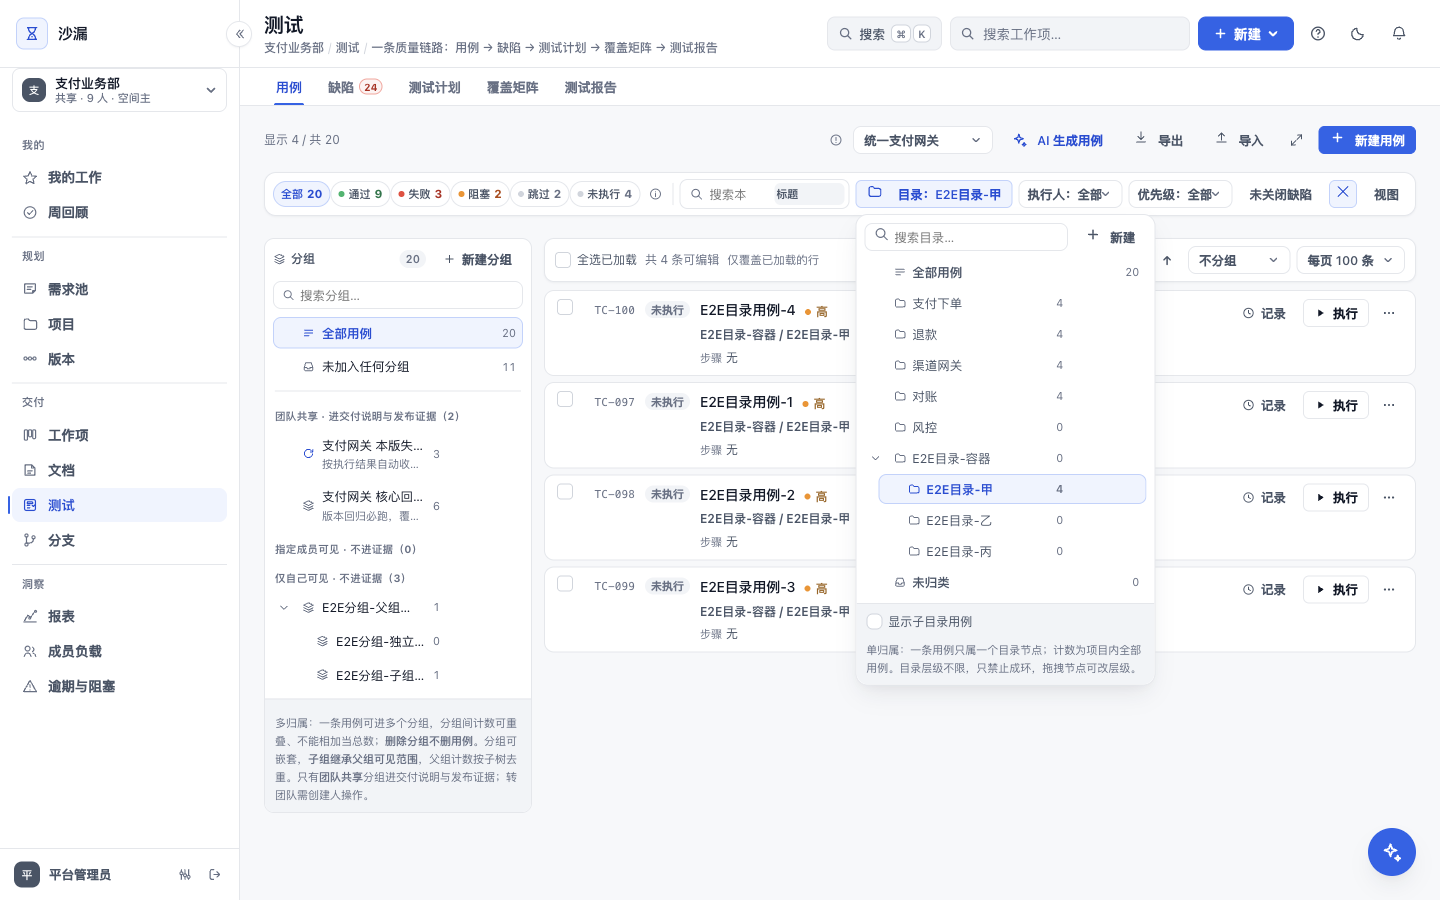 沙漏
支
支付业务部
共享 · 9 人 · 空间主
我的
我的工作
周回顾
规划
需求池
项目
版本
交付
工作项
文档
测试
分支
洞察
报表
成员负载
逾期与阻塞
平
平台管理员
测试
支付业务部 / 测试 / 一条质量链路：用例 → 缺陷 → 测试计划 → 覆盖矩阵 → 测试报告
搜索 ⌘ K
搜索工作项...
新建
用例
缺陷 24
测试计划
覆盖矩阵
测试报告
显示 4 / 共 20
统一支付网关
AI 生成用例
导出
导入
新建用例
全部 20
通过 9
失败 3
阻塞 2
跳过 2
未执行 4
搜索本
标题
目录：E2E目录-甲
执行人：全部
优先级：全部
未关闭缺陷
视图
分组
20
新建分组
搜索分组...
全部用例 20
未加入任何分组 11
团队共享 · 进交付说明与发布证据（2）
支付网关 本版失... 3
按执行结果自动收...
支付网关 核心回... 6
版本回归必跑，覆...
指定成员可见 · 不进证据（0）
仅自己可见 · 不进证据（3）
E2E分组-父组... 1
E2E分组-独立... 0
E2E分组-子组... 1
多归属：一条用例可进多个分组，分组间计数可重
叠、不能相加当总数；删除分组不删用例。分组可
嵌套，子组继承父组可见范围，父组计数按子树去
重。只有团队共享分组进交付说明与发布证据；转
团队需创建人操作。
全选已加载 共 4 条可编辑 仅覆盖已加载的行
不分组
每页 100 条
TC-100 未执行 E2E目录用例-4 高
E2E目录-容器 / E2E目录-甲
步骤 无
记录 执行
TC-097 未执行 E2E目录用例-1 高
E2E目录-容器 / E2E目录-甲
步骤 无
记录 执行
TC-098 未执行 E2E目录用例-2 高
E2E目录-容器 / E2E目录-甲
步骤 无
记录 执行
TC-099 未执行 E2E目录用例-3 高
E2E目录-容器 / E2E目录-甲
步骤 无
记录 执行
搜索目录...
新建
全部用例 20
支付下单 4
退款 4
渠道网关 4
对账 4
风控 0
E2E目录-容器 0
E2E目录-甲 4
E2E目录-乙 0
E2E目录-丙 0
未归类 0
显示子目录用例
单归属：一条用例只属一个目录节点；计数为项目内全部
用例。目录层级不限，只禁止成环，拖拽节点可改层级。